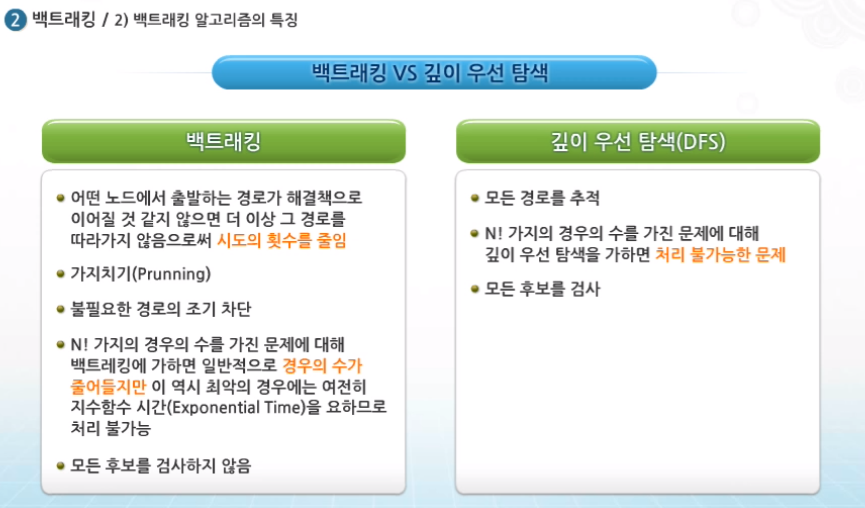 2 백트래킹 / 2) 백트래킹 알고리즘의 특징
백트래킹 VS 깊이 우선 탐색
백트래킹
어떤 노드에서 출발하는 경로가 해결책으로
이어질 것 같지 않으면 더 이상 그 경로를
따라가지 않음으로써 시도의 횟수를 줄임
가지치기(Prunning)
불필요한 경로의 조기 차단
N! 가지의 경우의 수를 가진 문제에 대해
백트레킹에 가하면 일반적으로 경우의 수가
줄어들지만 이 역시 최악의 경우에는 여전히
지수함수 시간(Exponential Time)을 요하므로
처리 불가능
모든 후보를 검사하지 않음
깊이 우선 탐색(DFS)
모든 경로를 추적
N! 가지의 경우의 수를 가진 문제에 대해
깊이 우선 탐색을 가하면 처리 불가능한 문제
모든 후보를 검사